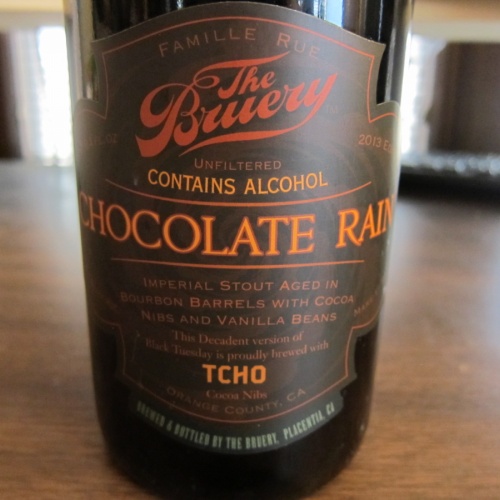 FAMILLE RUE
The
Bruery
2013 E
UNFILTERED
CONTAINS ALCOHOL
CHOCOLATE RAIN
IMPERIAL STOUT AGED IN
BOURBON BARRELS WITH COCOA
NIBS AND VANILLA BEANS
This Decadent version of
Black Tuesday is proudly brewed with
TCHO
Cocoa Nibs
ORANGE COUNTY, CA
BREWED & BOTTLED BY THE BRUERY, PLACENTIA, CA